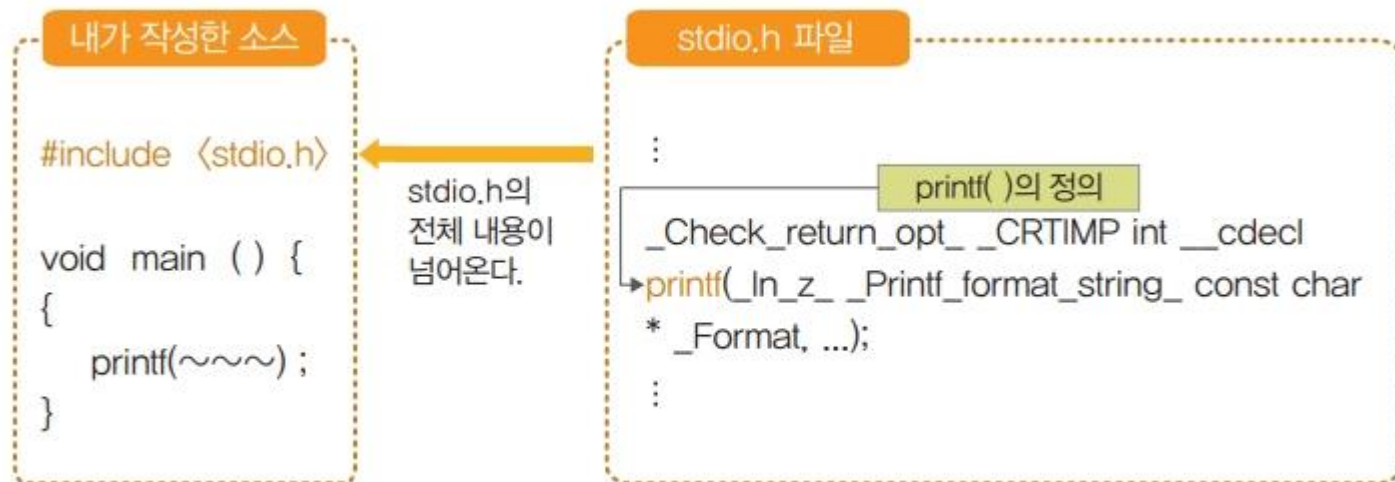 내가 작성한 소스
#include 〈stdio.h〉
void main ( ) {
{
printf(~~~) ;
}
stdio.h의
전체 내용이
넘어온다.
stdio.h 파일
⋮
printf( )의 정의
_Check_return_opt_ _CRTIMP int __cdecl
printf(_In_z_ _Printf_format_string_ const char
* _Format, ...);
⋮